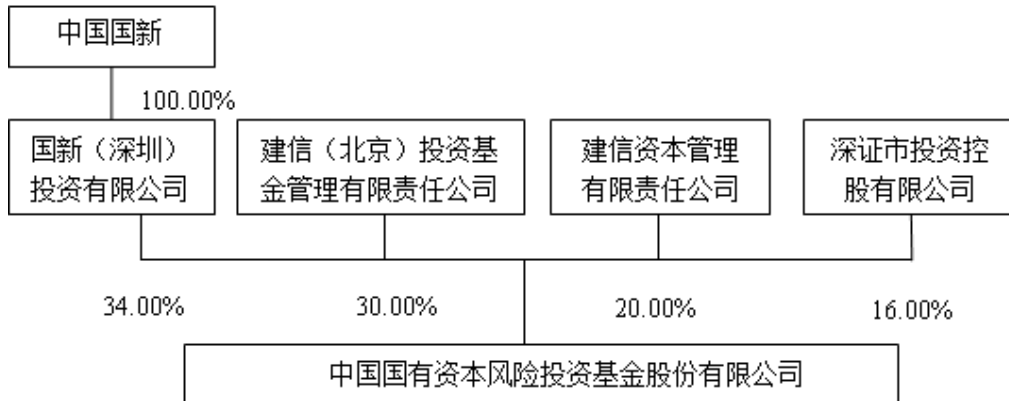 中国国新
100.00%
国新（深圳）
投资有限公司
建信（北京）投资基
金管理有限责任公司
建信资本管理
有限责任公司
深证市投资控
股有限公司
34.00%
30.00%
20.00%
16.00%
中国国有资本风险投资基金股份有限公司